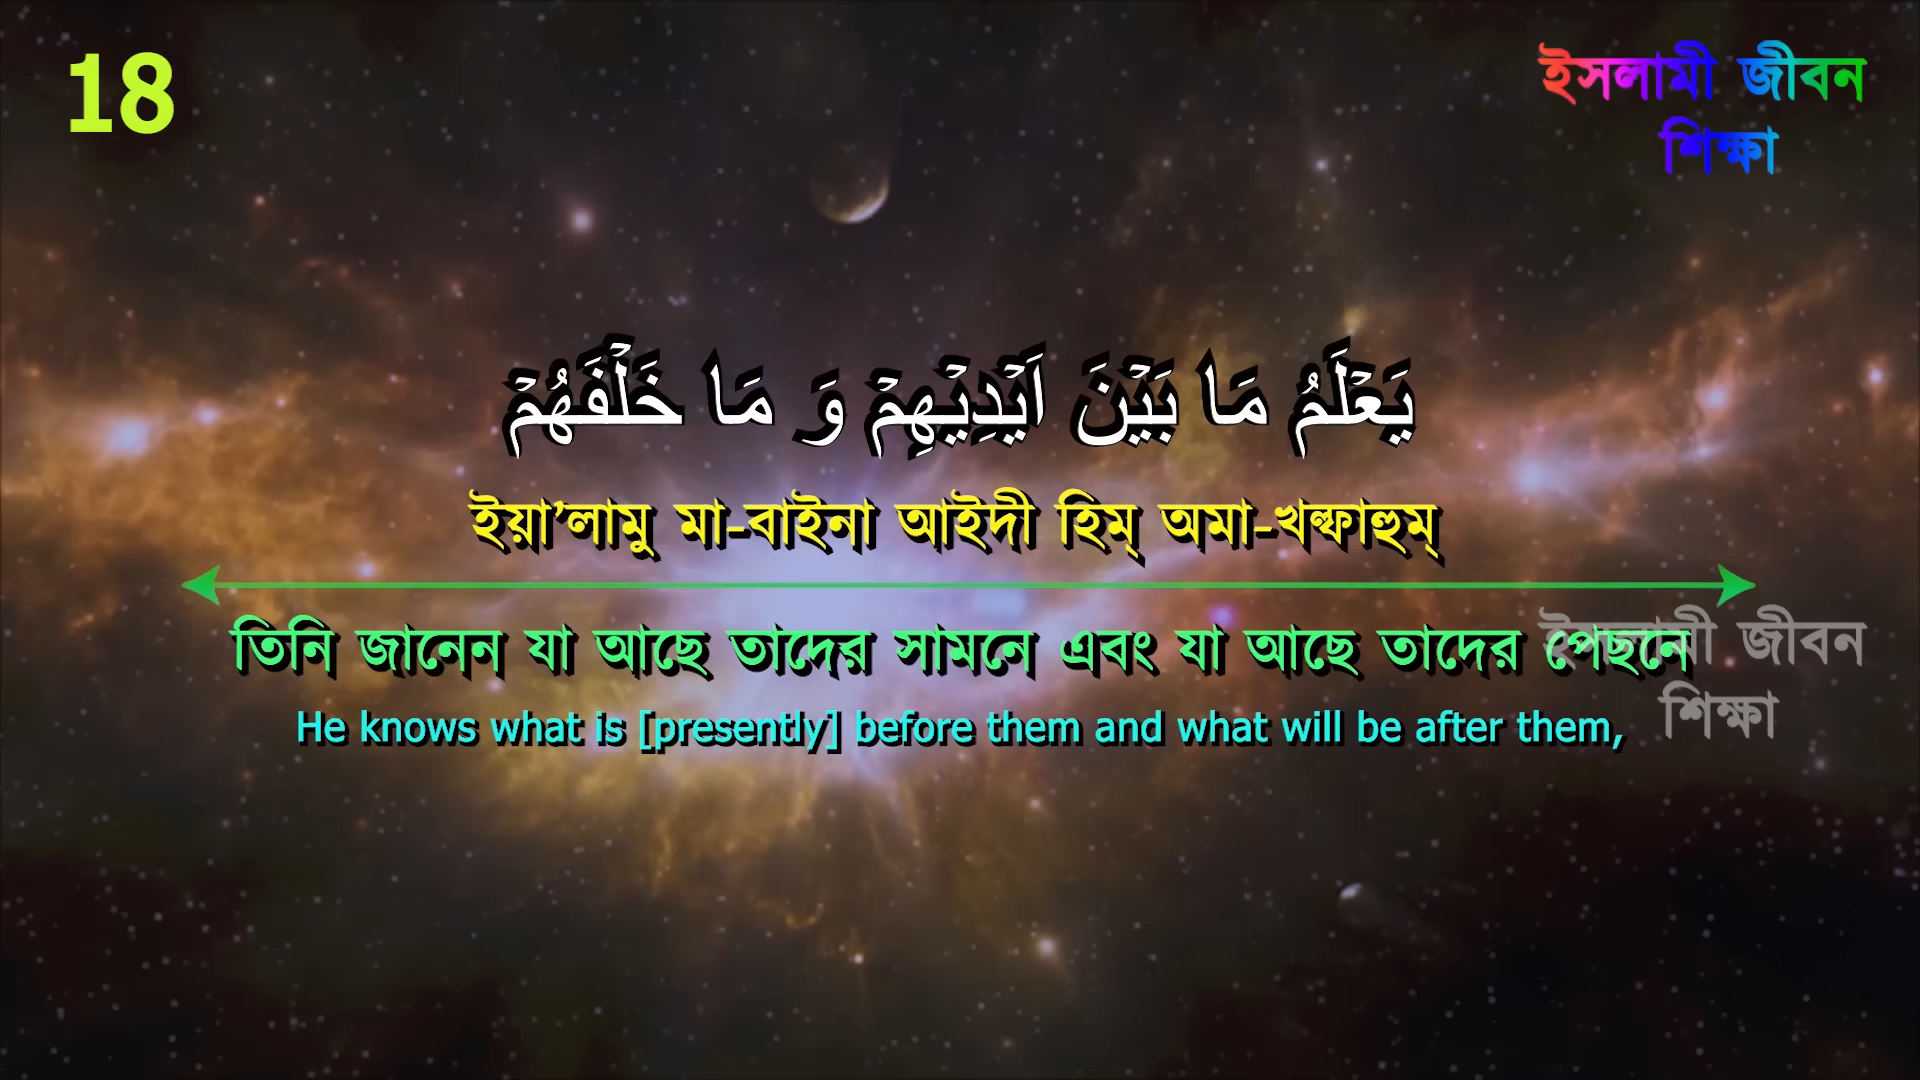 18
ইসলামী জীবন
শিক্ষা
يَعۡلَمُ مَا بَيۡنَ اَيۡدِيۡهِمۡ وَ مَا خَلۡفَهُمۡ
ইয়া’লামু মা-বাইনা আইদী হিম্ অমা-খল্ফাহুম্
তিনি জানেন যা আছে তাদের সামনে এবং যা আছে তাদের পেছনে
ইসলামী জীবন
শিক্ষা
He knows what is [presently] before them and what will be after them,